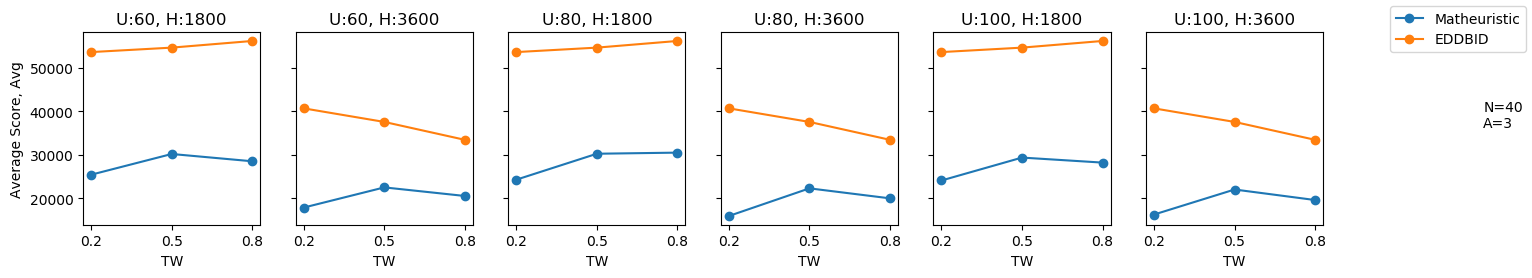 U:60, H:1800
U:60, H:3600
U:80, H:1800
U:80, H:3600
U:100, H:1800
U:100, H:3600
Matheuristic
EDDBID
Average Score, Avg
50000
40000
30000
20000
N=40
A=3
0.2 0.5 0.8
0.2 0.5 0.8
0.2 0.5 0.8
0.2 0.5 0.8
0.2 0.5 0.8
0.2 0.5 0.8
TW
TW
TW
TW
TW
TW